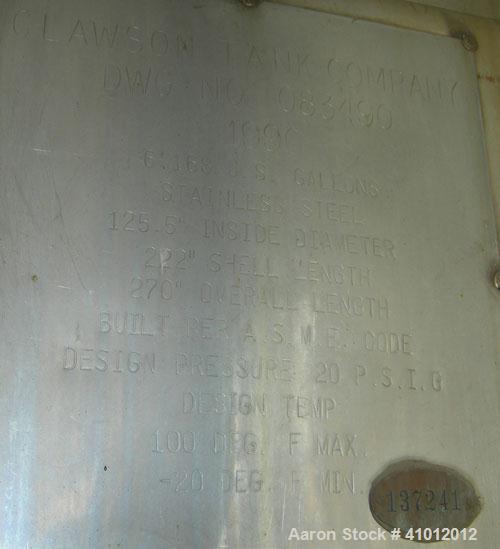 CLAWSON TANK COMPANY
DWG NO 083490
U.S. GALLONS
STAINLESS STEEL
125.5" INSIDE DIAMETER
222" SHELL LENGTH
270" OVERALL LENGTH
BUILT PER A.S.M.E. CODE
DESIGN PRESSURE 20 P.S.I.G
DESIGN TEMP
100 DEG. F MAX.
-20 DEG. F MIN.
137241
Aaron Stock # 41012012